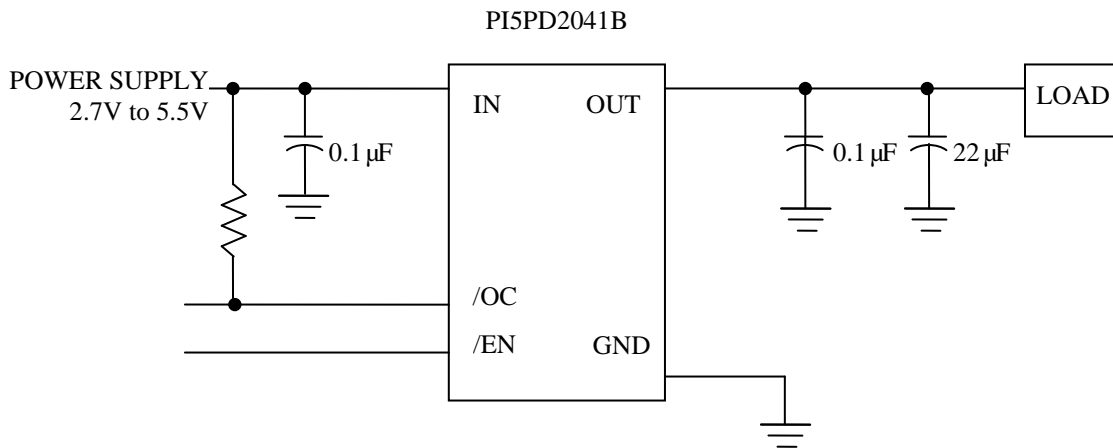 PI5PD2041B
POWER SUPPLY
2.7V to 5.5V
IN
OUT
LOAD
0.1 µF
0.1 µF
22 µF
/OC
/EN
GND